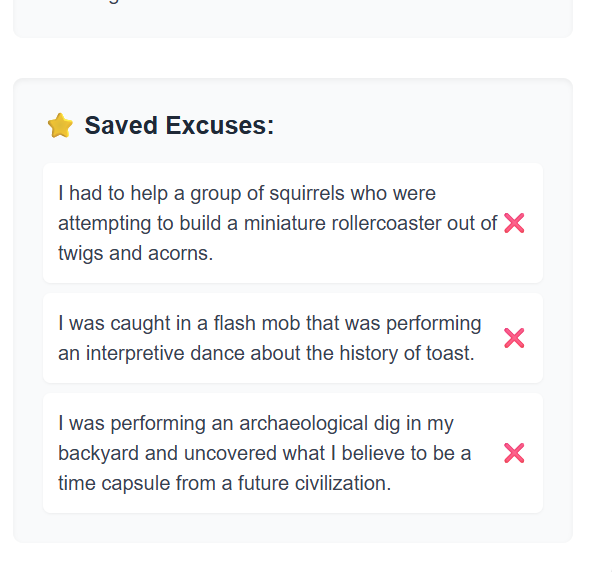 Saved Excuses:
I had to help a group of squirrels who were
attempting to build a miniature rollercoaster out of
twigs and acorns.
I was caught in a flash mob that was performing
an interpretive dance about the history of toast.
I was performing an archaeological dig in my
backyard and uncovered what I believe to be a
time capsule from a future civilization.